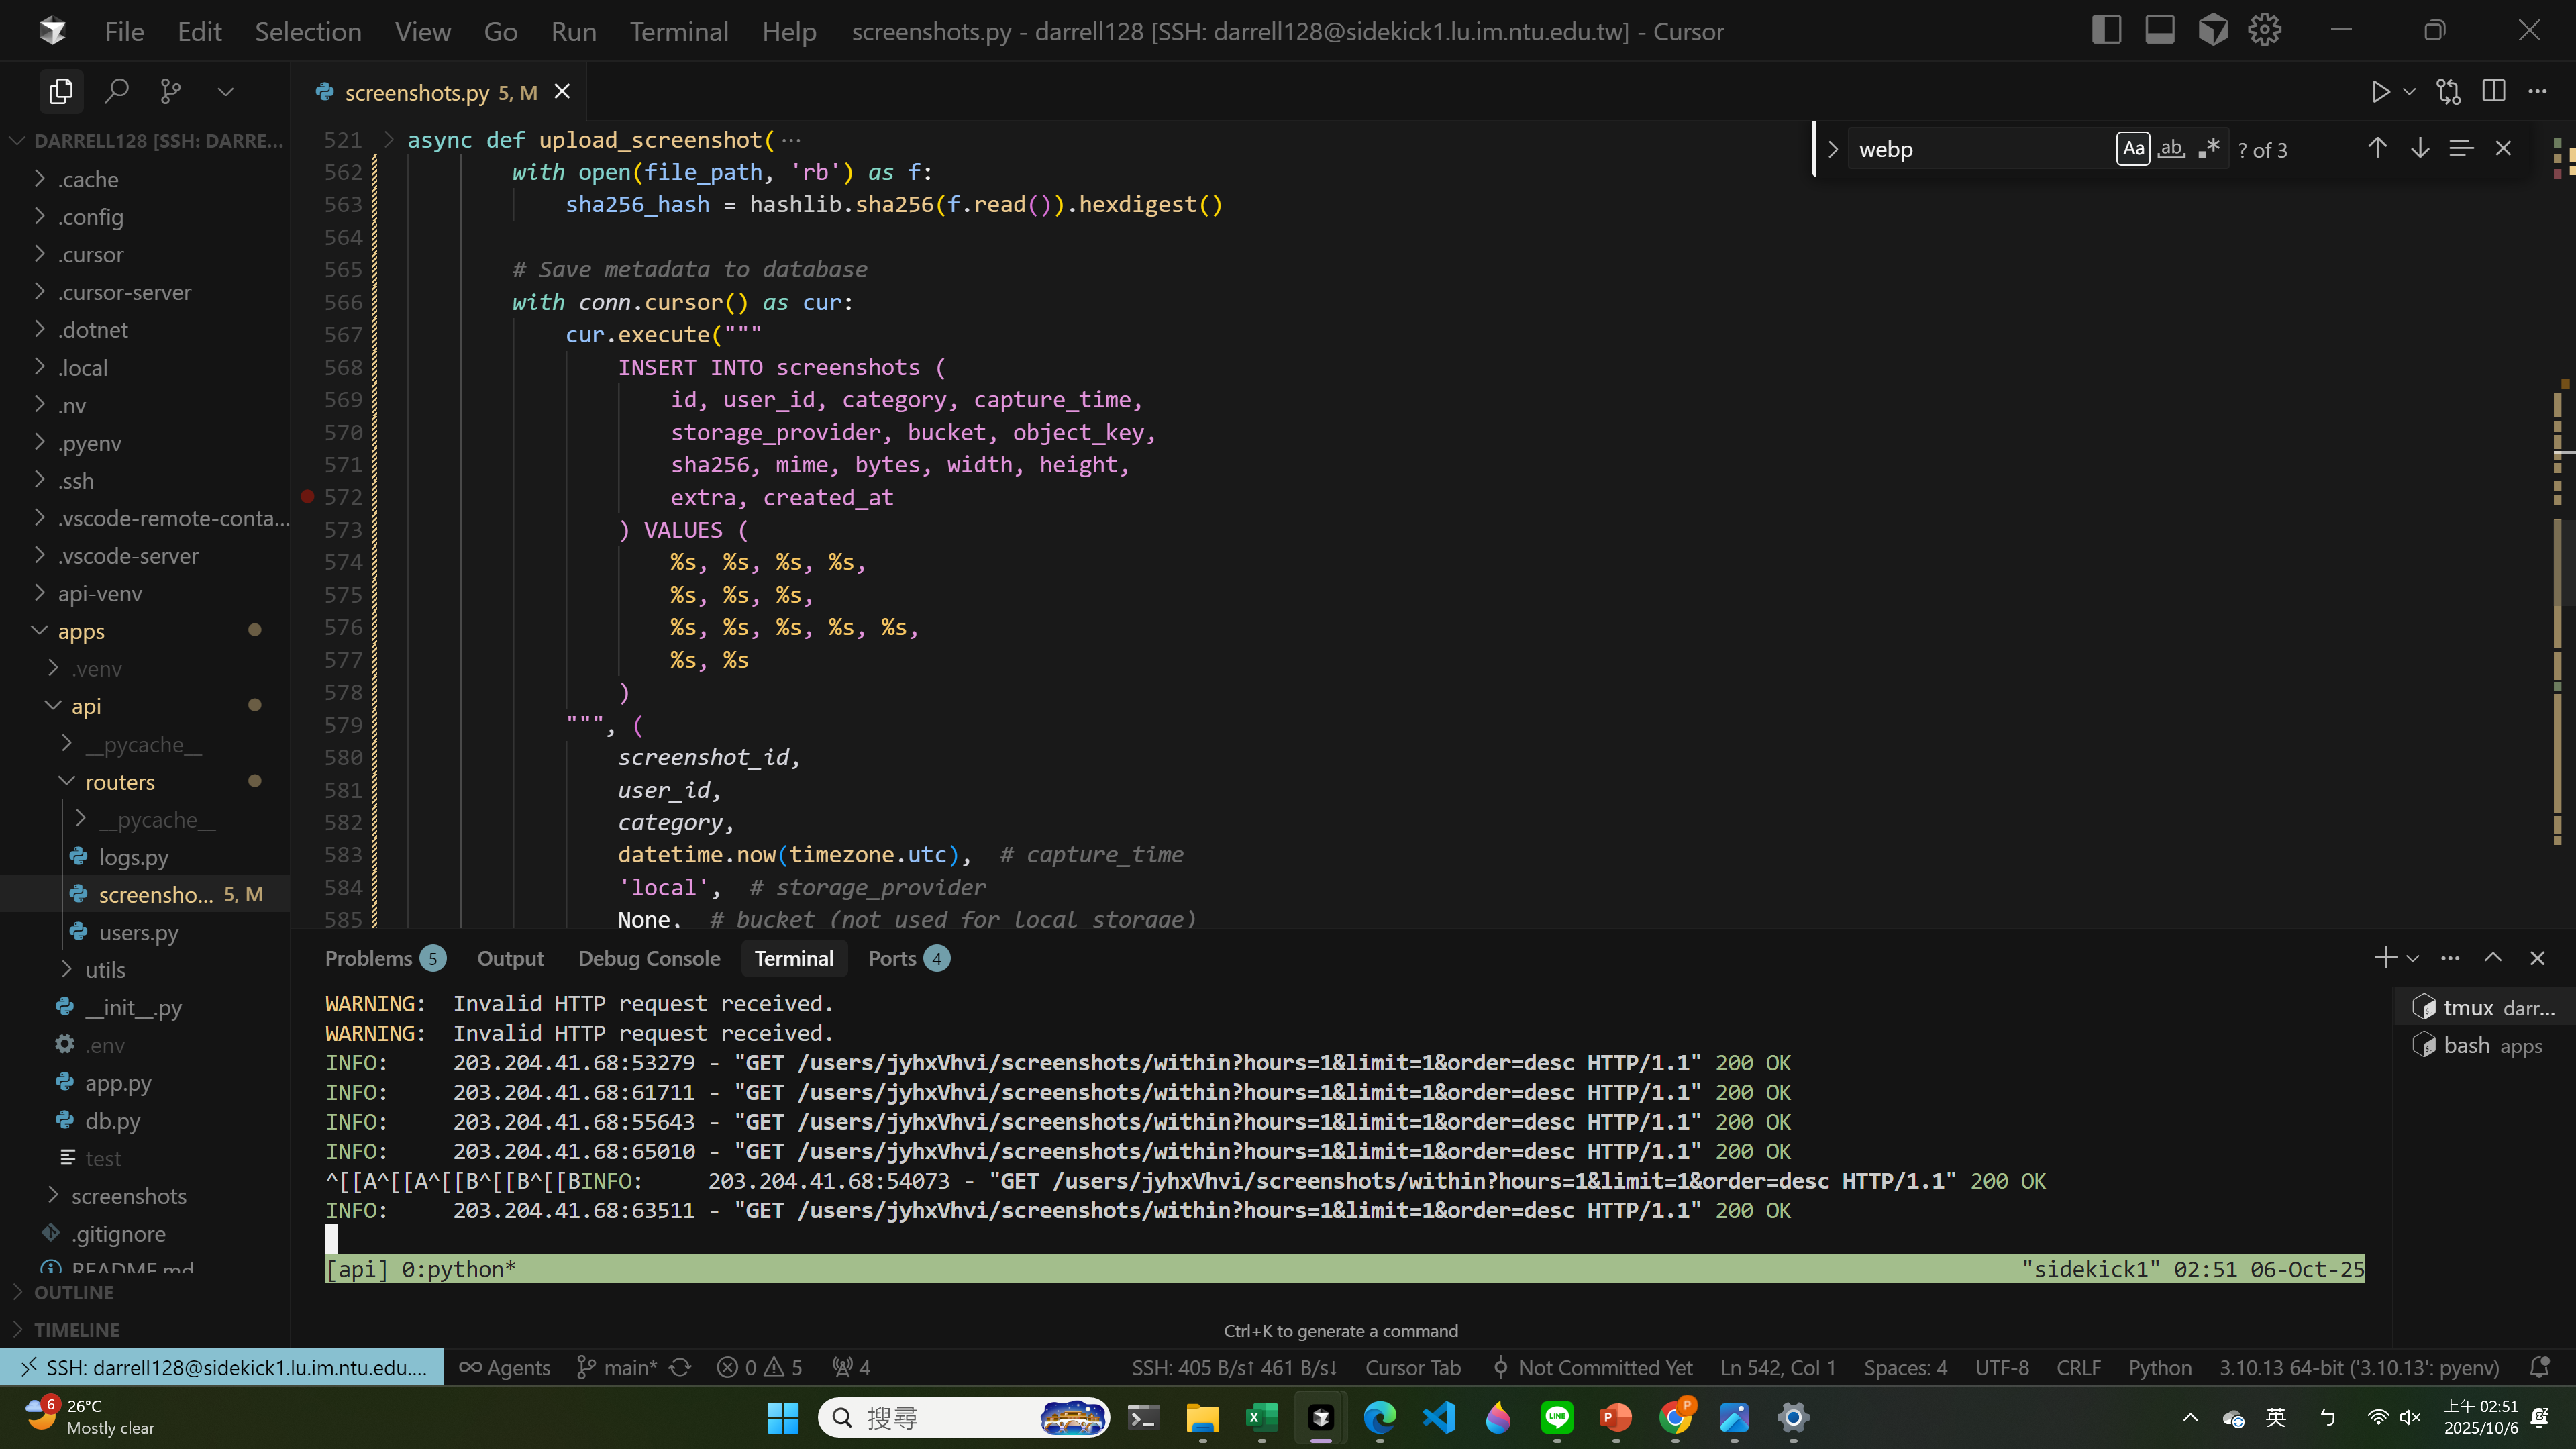 File Edit Selection View Go Run Terminal Help screenshots.py - darrell128 [SSH: darrell128@sidekick1.lu.im.ntu.edu.tw] - Cursor
screenshots.py 5, M
DARRELL128 [SSH: DARRE...
.cache
.config
.cursor
.cursor-server
.dotnet
.local
.nv
.pyenv
.ssh
.vscode-remote-conta...
.vscode-server
api-venv
apps
.venv
api
__pycache__
routers
__pycache__
logs.py
screensho... 5, M
users.py
utils
__init__.py
.env
app.py
db.py
test
screenshots
.gitignore
README.md
OUTLINE
TIMELINE
webp Aa ab .* ? of 3
521 async def upload_screenshot( ...
562 with open(file_path, 'rb') as f:
563 sha256_hash = hashlib.sha256(f.read()).hexdigest()
564
565 # Save metadata to database
566 with conn.cursor() as cur:
567 cur.execute("""
568 INSERT INTO screenshots (
569 id, user_id, category, capture_time,
570 storage_provider, bucket, object_key,
571 sha256, mime, bytes, width, height,
572 extra, created_at
573 ) VALUES (
574 %s, %s, %s, %s,
575 %s, %s, %s,
576 %s, %s, %s, %s, %s,
577 %s, %s
578 )
579 """, (
580 screenshot_id,
581 user_id,
582 category,
583 datetime.now(timezone.utc), # capture_time
584 'local', # storage_provider
585 None, # bucket (not used for local storage)
Problems 5 Output Debug Console Terminal Ports 4
WARNING: Invalid HTTP request received.
WARNING: Invalid HTTP request received.
INFO: 203.204.41.68:53279 - "GET /users/jyhxVhvi/screenshots/within?hours=1&limit=1&order=desc HTTP/1.1" 200 OK
INFO: 203.204.41.68:61711 - "GET /users/jyhxVhvi/screenshots/within?hours=1&limit=1&order=desc HTTP/1.1" 200 OK
INFO: 203.204.41.68:55643 - "GET /users/jyhxVhvi/screenshots/within?hours=1&limit=1&order=desc HTTP/1.1" 200 OK
INFO: 203.204.41.68:65010 - "GET /users/jyhxVhvi/screenshots/within?hours=1&limit=1&order=desc HTTP/1.1" 200 OK
^[[A^[[A^[[B^[[B^[[BINFO: 203.204.41.68:54073 - "GET /users/jyhxVhvi/screenshots/within?hours=1&limit=1&order=desc HTTP/1.1" 200 OK
INFO: 203.204.41.68:63511 - "GET /users/jyhxVhvi/screenshots/within?hours=1&limit=1&order=desc HTTP/1.1" 200 OK
[api] 0:python* "sidekick1" 02:51 06-Oct-25
tmux darr...
bash apps
Ctrl+K to generate a command
SSH: darrell128@sidekick1.lu.im.ntu.edu.... Agents main* 0 5 4 SSH: 405 B/s↑ 461 B/s↓ Cursor Tab Not Committed Yet Ln 542, Col 1 Spaces: 4 UTF-8 CRLF Python 3.10.13 64-bit ('3.10.13': pyenv)
6 26°C
Mostly clear
搜尋
LINE
P
P
英 ㄅ
上午 02:51
2025/10/6